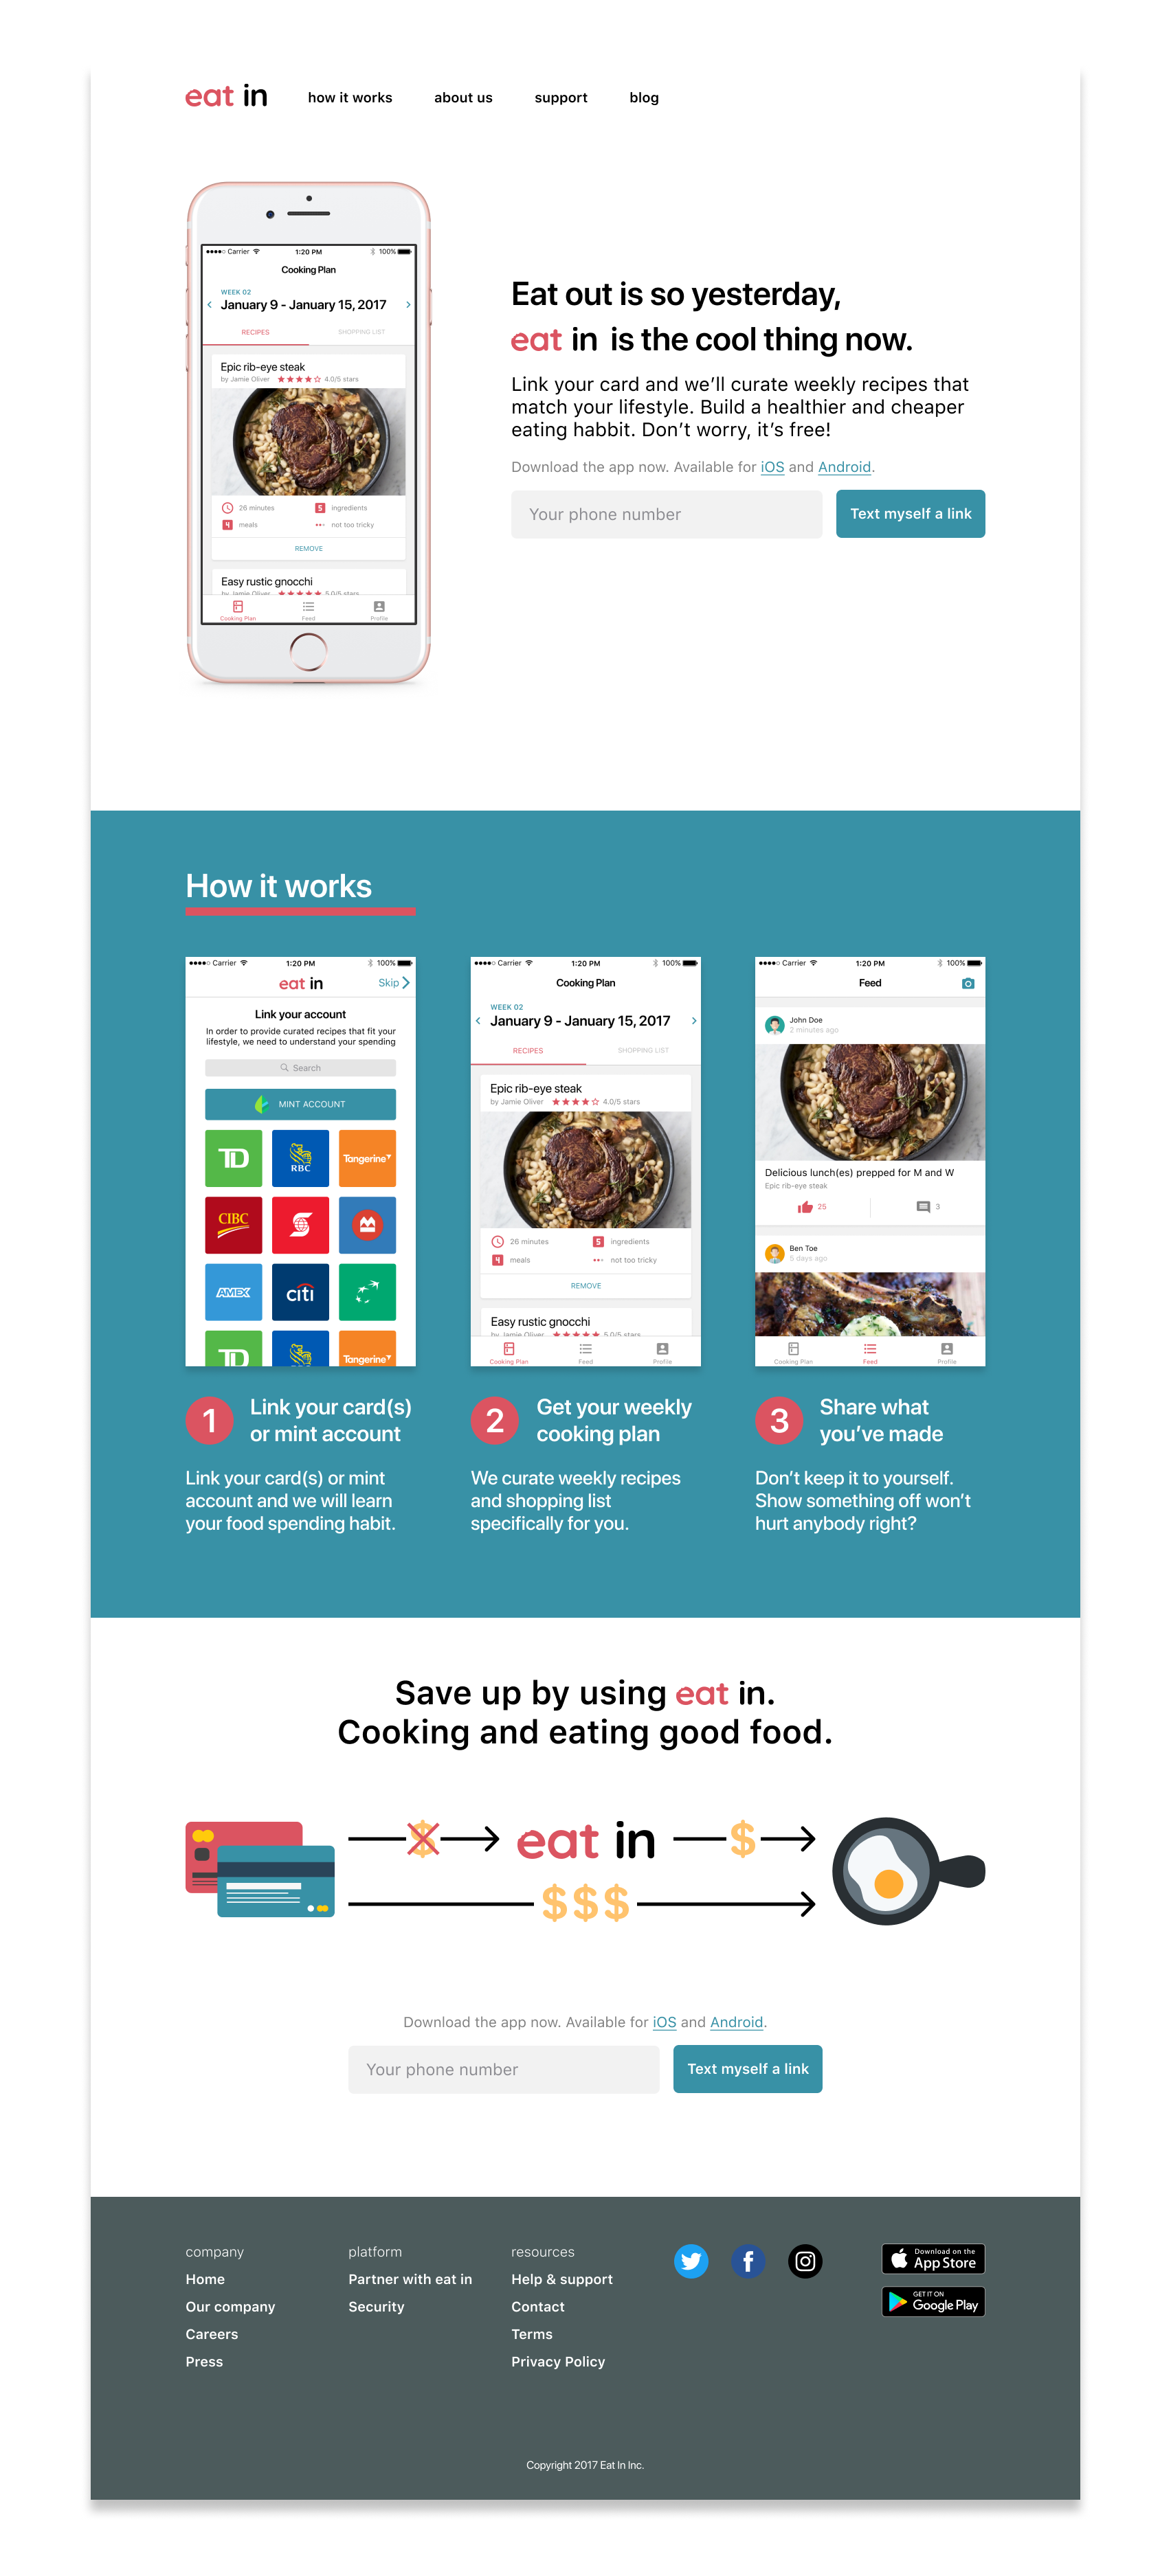 eat in how it works about us support blog
Carrier 1:20 PM 100%
Cooking Plan
WEEK 02
January 9 - January 15, 2017
RECIPES SHOPPING LIST
Epic rib-eye steak
by Jamie Oliver 4.0/5 stars
26 minutes 5 ingredients
4 meals not too tricky
REMOVE
Easy rustic gnocchi
by Jamie Oliver 5.0/5 stars
Cooking Plan Feed Profile
Eat out is so yesterday,
eat in is the cool thing now.
Link your card and we’ll curate weekly recipes that
match your lifestyle. Build a healthier and cheaper
eating habbit. Don’t worry, it’s free!
Download the app now. Available for iOS and Android.
Your phone number Text myself a link
How it works
Carrier 1:20 PM 100%
eat in Skip
Link your account
In order to provide curated recipes that fit your
lifestyle, we need to understand your spending
Search
MINT ACCOUNT
TD RBC Tangerine
CIBC
AMEX citi
TD Tangerine
1 Link your card(s)
or mint account
Link your card(s) or mint
account and we will learn
your food spending habit.
Carrier 1:20 PM 100%
Cooking Plan
WEEK 02
January 9 - January 15, 2017
RECIPES SHOPPING LIST
Epic rib-eye steak
by Jamie Oliver 4.0/5 stars
26 minutes 5 ingredients
4 meals not too tricky
REMOVE
Easy rustic gnocchi
by Jamie Oliver 5.0/5 stars
Cooking Plan Feed Profile
2 Get your weekly
cooking plan
We curate weekly recipes
and shopping list
specifically for you.
Carrier 1:20 PM 100%
Feed
John Doe
2 minutes ago
Delicious lunch(es) prepped for M and W
Epic rib-eye steak
25 3
Ben Toe
5 days ago
Cooking Plan Feed Profile
3 Share what
you’ve made
Don’t keep it to yourself.
Show something off won’t
hurt anybody right?
Save up by using eat in.
Cooking and eating good food.
$ eat in $
$$$
Download the app now. Available for iOS and Android.
Your phone number Text myself a link
company
Home
Our company
Careers
Press
platform
Partner with eat in
Security
resources
Help & support
Contact
Terms
Privacy Policy
Download on the
App Store
GET IT ON
Google Play
Copyright 2017 Eat In Inc.